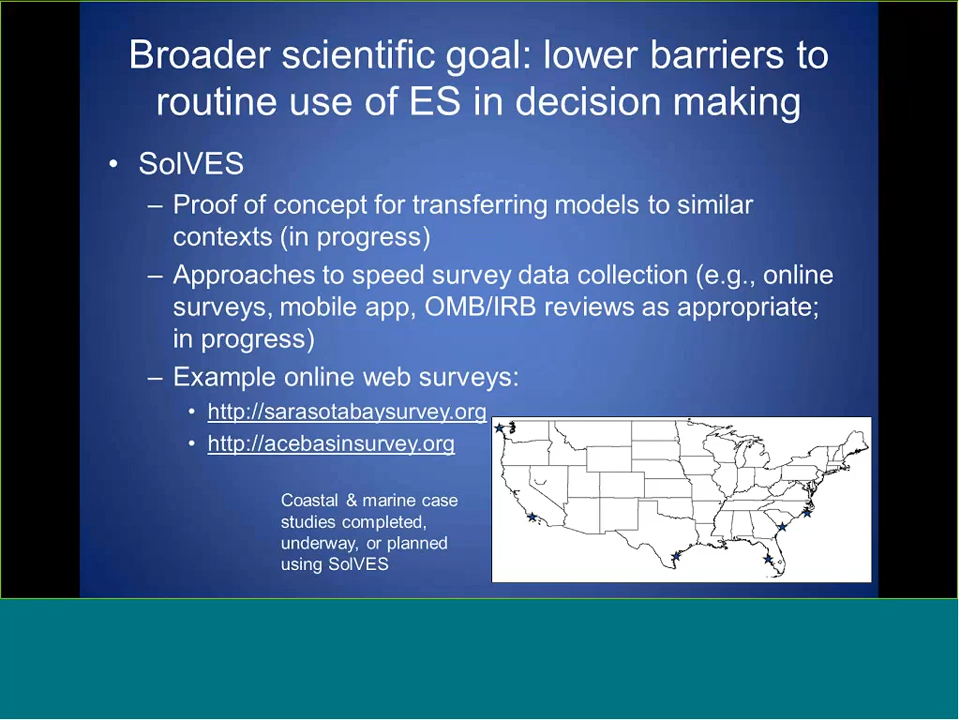 Broader scientific goal: lower barriers to
routine use of ES in decision making
• SolVES
– Proof of concept for transferring models to similar
contexts (in progress)
– Approaches to speed survey data collection (e.g., online
surveys, mobile app, OMB/IRB reviews as appropriate;
in progress)
– Example online web surveys:
• http://sarasotabaysurvey.org
• http://acebasinsurvey.org
Coastal & marine case
studies completed,
underway, or planned
using SolVES